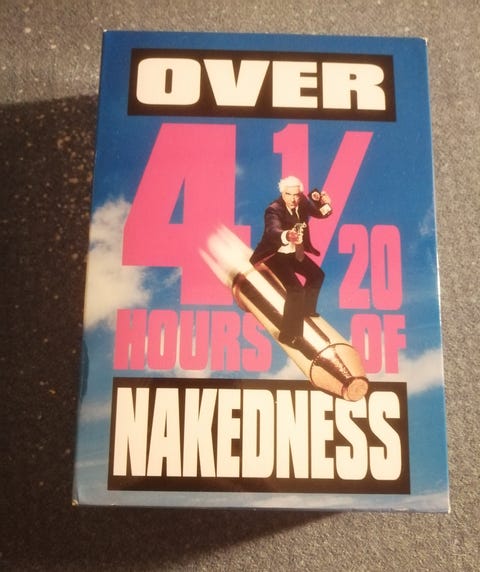 OVER
4 1/20
HOURS OF
NAKEDNESS